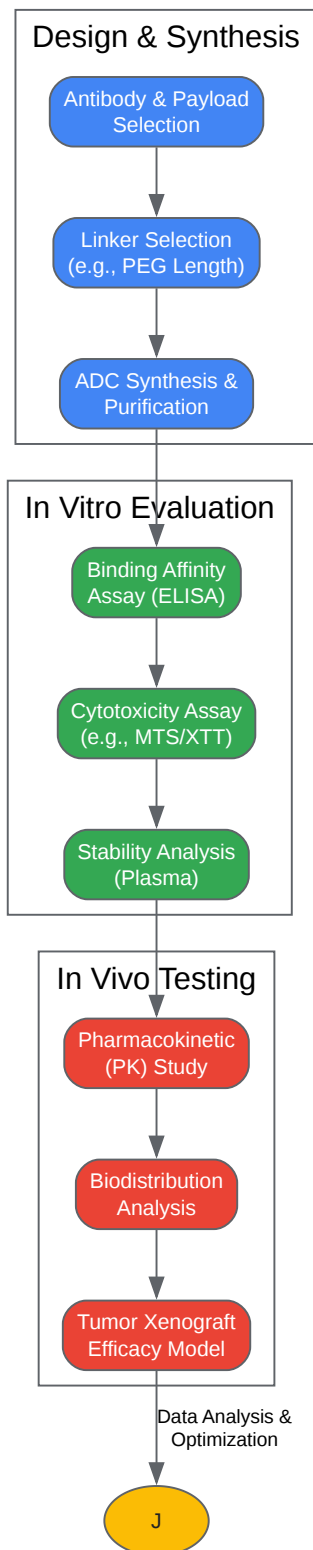 Design & Synthesis
Antibody & Payload
Selection
Linker Selection
(e.g., PEG Length)
ADC Synthesis &
Purification
In Vitro Evaluation
Binding Affinity
Assay (ELISA)
Cytotoxicity Assay
(e.g., MTS/XTT)
Stability Analysis
(Plasma)
In Vivo Testing
Pharmacokinetic
(PK) Study
Biodistribution
Analysis
Tumor Xenograft
Efficacy Model
Data Analysis &
Optimization
J